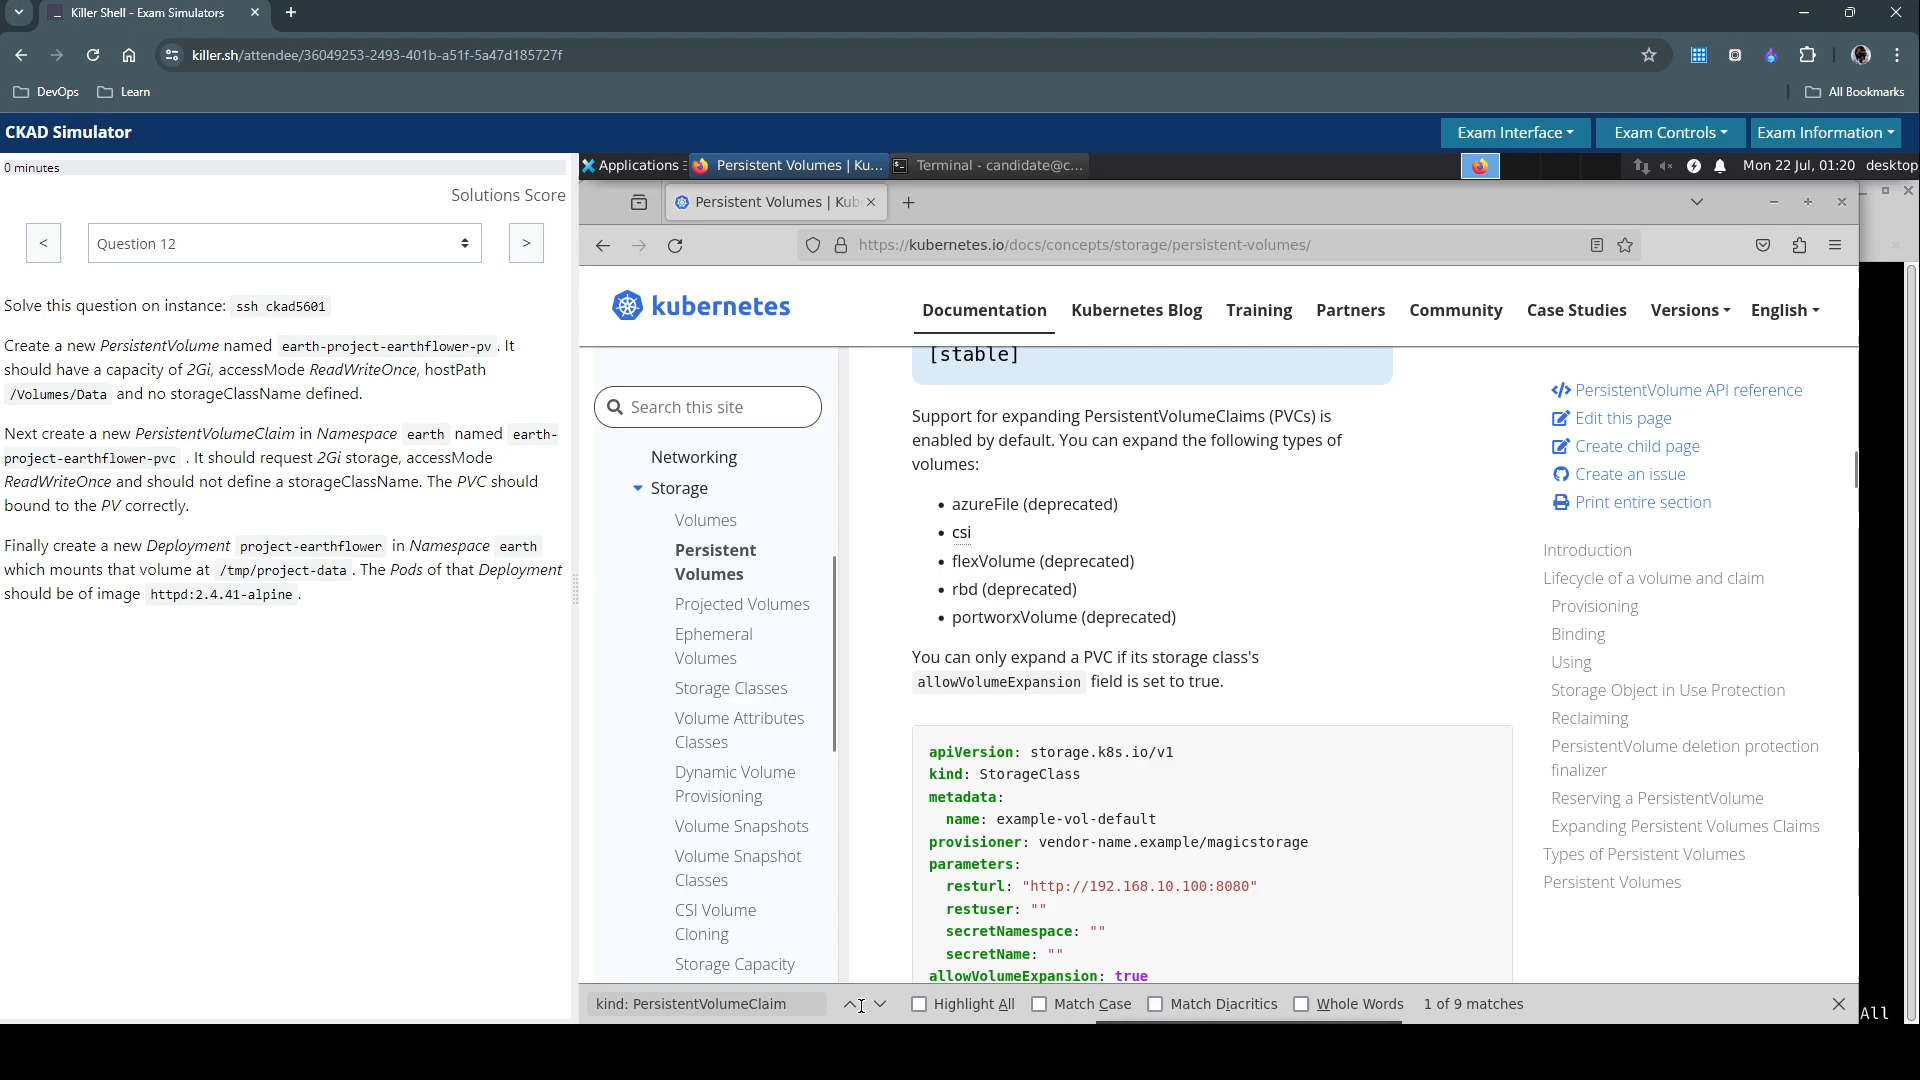 Killer Shell - Exam Simulators
killer.sh/attendee/36049253-2493-401b-a51f-5a47d185727f
DevOps
Learn
All Bookmarks
CKAD Simulator
Exam Interface
Exam Controls
Exam Information
0 minutes
Solutions Score
<
Question 12
>
Solve this question on instance: ssh ckad5601
Create a new PersistentVolume named earth-project-earthflower-pv . It
should have a capacity of 2Gi, accessMode ReadWriteOnce, hostPath
/Volumes/Data and no storageClassName defined.
Next create a new PersistentVolumeClaim in Namespace earth named earth-
project-earthflower-pvc . It should request 2Gi storage, accessMode
ReadWriteOnce and should not define a storageClassName. The PVC should
bound to the PV correctly.
Finally create a new Deployment project-earthflower in Namespace earth
which mounts that volume at /tmp/project-data . The Pods of that Deployment
should be of image httpd:2.4.41-alpine .
Applications
Persistent Volumes | Ku...
Terminal - candidate@c...
Mon 22 Jul, 01:20
desktop
Persistent Volumes | Kub
https://kubernetes.io/docs/concepts/storage/persistent-volumes/
kubernetes
Documentation
Kubernetes Blog
Training
Partners
Community
Case Studies
Versions
English
Search this site
Networking
Storage
Volumes
Persistent
Volumes
Projected Volumes
Ephemeral
Volumes
Storage Classes
Volume Attributes
Classes
Dynamic Volume
Provisioning
Volume Snapshots
Volume Snapshot
Classes
CSI Volume
Cloning
Storage Capacity
[stable]
Support for expanding PersistentVolumeClaims (PVCs) is
enabled by default. You can expand the following types of
volumes:
• azureFile (deprecated)
• csi
• flexVolume (deprecated)
• rbd (deprecated)
• portworxVolume (deprecated)
You can only expand a PVC if its storage class's
allowVolumeExpansion field is set to true.
apiVersion: storage.k8s.io/v1
kind: StorageClass
metadata:
  name: example-vol-default
provisioner: vendor-name.example/magicstorage
parameters:
  resturl: "http://192.168.10.100:8080"
  restuser: ""
  secretNamespace: ""
  secretName: ""
allowVolumeExpansion: true
PersistentVolume API reference
Edit this page
Create child page
Create an issue
Print entire section
Introduction
Lifecycle of a volume and claim
Provisioning
Binding
Using
Storage Object in Use Protection
Reclaiming
PersistentVolume deletion protection
finalizer
Reserving a PersistentVolume
Expanding Persistent Volumes Claims
Types of Persistent Volumes
Persistent Volumes
kind: PersistentVolumeClaim
Highlight All
Match Case
Match Diacritics
Whole Words
1 of 9 matches
All